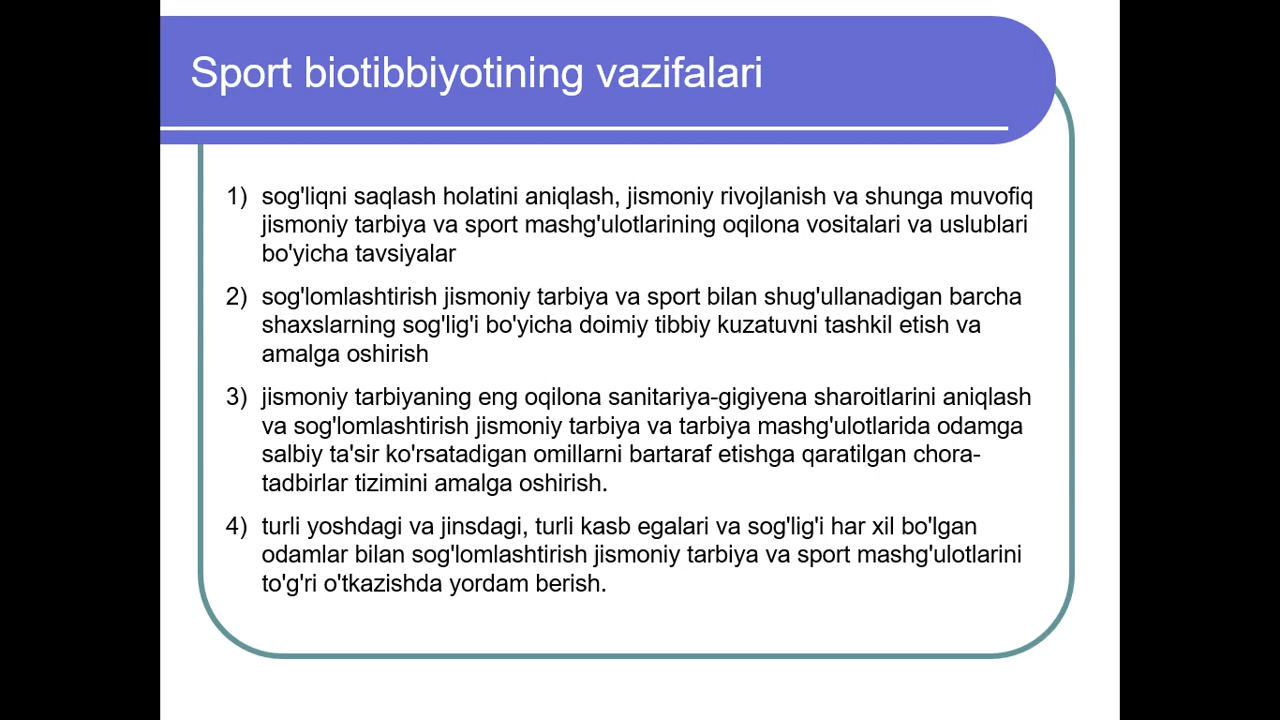 Sport biotibbiyotining vazifalari
1) sog'liqni saqlash holatini aniqlash, jismoniy rivojlanish va shunga muvofiq
jismoniy tarbiya va sport mashg'ulotlarining oqilona vositalari va uslublari
bo'yicha tavsiyalar
2) sog'lomlashtirish jismoniy tarbiya va sport bilan shug'ullanadigan barcha
shaxslarning sog'lig'i bo'yicha doimiy tibbiy kuzatuvni tashkil etish va
amalga oshirish
3) jismoniy tarbiyaning eng oqilona sanitariya-gigiyena sharoitlarini aniqlash
va sog'lomlashtirish jismoniy tarbiya va tarbiya mashg'ulotlarida odamga
salbiy ta'sir ko'rsatadigan omillarni bartaraf etishga qaratilgan chora-
tadbirlar tizimini amalga oshirish.
4) turli yoshdagi va jinsdagi, turli kasb egalari va sog'lig'i har xil bo'lgan
odamlar bilan sog'lomlashtirish jismoniy tarbiya va sport mashg'ulotlarini
to'g'ri o'tkazishda yordam berish.